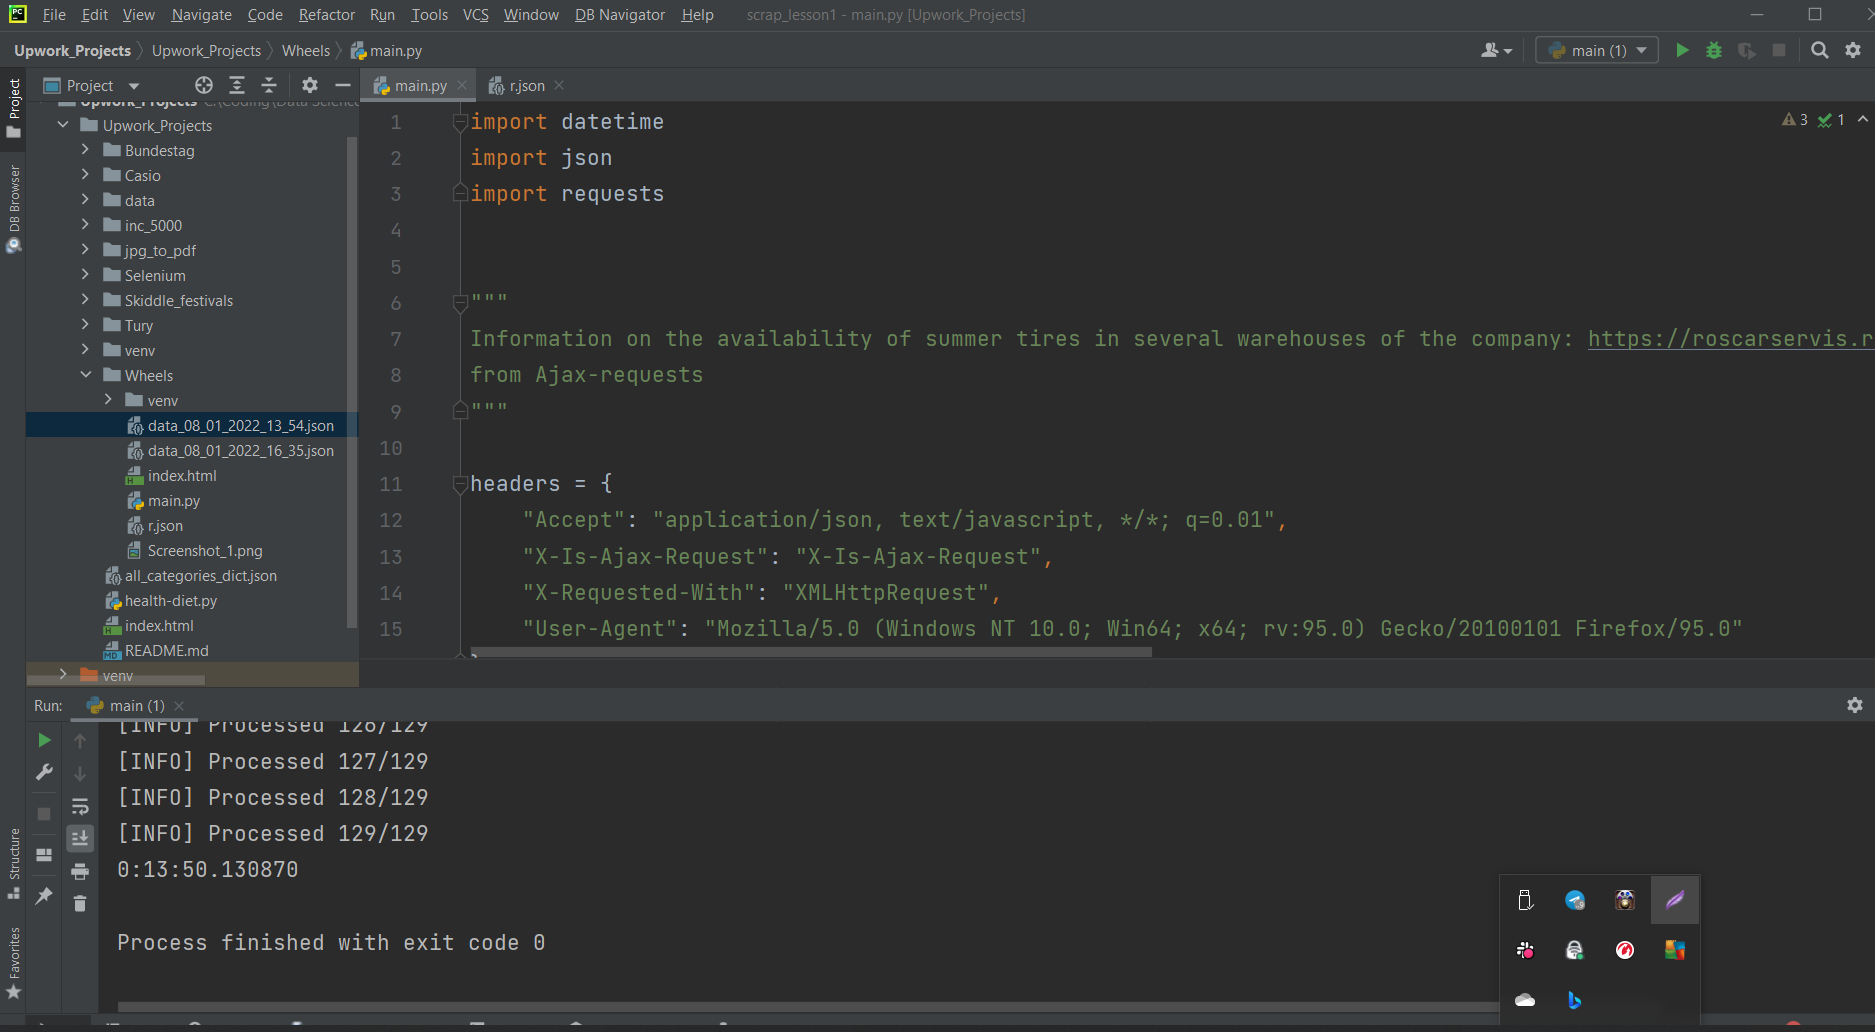 PC File Edit View Navigate Code Refactor Run Tools VCS Window DB Navigator Help scrap_lesson1 - main.py [Upwork_Projects]
Upwork_Projects Upwork_Projects Wheels main.py main (1)
Project
main.py r.json
Project
DB Browser
Structure
Favorites
Upwork_Projects C:\Coding\Data Science
Upwork_Projects
Bundestag
Casio
data
inc_5000
jpg_to_pdf
Selenium
Skiddle_festivals
Tury
venv
Wheels
venv
data_08_01_2022_13_54.json
data_08_01_2022_16_35.json
index.html
main.py
r.json
Screenshot_1.png
all_categories_dict.json
health-diet.py
index.html
README.md
venv
3 1
1 import datetime
2 import json
3 import requests
4
5
6 """
7 Information on the availability of summer tires in several warehouses of the company: https://roscarservis.r
8 from Ajax-requests
9 """
10
11 headers = {
12 "Accept": "application/json, text/javascript, */*; q=0.01",
13 "X-Is-Ajax-Request": "X-Is-Ajax-Request",
14 "X-Requested-With": "XMLHttpRequest",
15 "User-Agent": "Mozilla/5.0 (Windows NT 10.0; Win64; x64; rv:95.0) Gecko/20100101 Firefox/95.0"
Run: main (1)
[INFO] Processed 126/129
[INFO] Processed 127/129
[INFO] Processed 128/129
[INFO] Processed 129/129
0:13:50.130870
Process finished with exit code 0